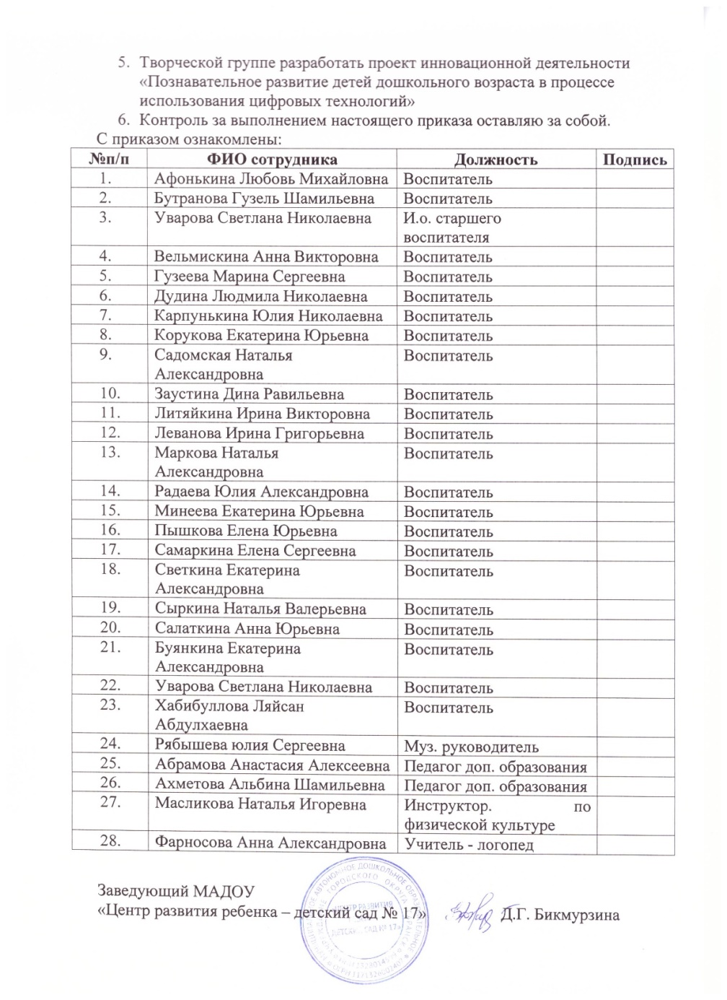 5. Творческой группе разработать проект инновационной деятельности
«Познавательное развитие детей дошкольного возраста в процессе
использования цифровых технологий»
6. Контроль за выполнением настоящего приказа оставляю за собой.
С приказом ознакомлены:
№п/п ФИО сотрудника Должность Подпись
1. Афонькина Любовь Михайловна Воспитатель
2. Бутранова Гузель Шамильевна Воспитатель
3. Уварова Светлана Николаевна И.о. старшего
воспитателя
4. Вельмискина Анна Викторовна Воспитатель
5. Гузеева Марина Сергеевна Воспитатель
6. Дудина Людмила Николаевна Воспитатель
7. Карпунькина Юлия Николаевна Воспитатель
8. Корукова Екатерина Юрьевна Воспитатель
9. Садомская Наталья Воспитатель
Александровна
10. Заустина Дина Равильевна Воспитатель
11. Литяйкина Ирина Викторовна Воспитатель
12. Леванова Ирина Григорьевна Воспитатель
13. Маркова Наталья Воспитатель
Александровна
14. Радаева Юлия Александровна Воспитатель
15. Минеева Екатерина Юрьевна Воспитатель
16. Пышкова Елена Юрьевна Воспитатель
17. Самаркина Елена Сергеевна Воспитатель
18. Светкина Екатерина Воспитатель
Александровна
19. Сыркина Наталья Валерьевна Воспитатель
20. Салаткина Анна Юрьевна Воспитатель
21. Буянкина Екатерина Воспитатель
Александровна
22. Уварова Светлана Николаевна Воспитатель
23. Хабибуллова Ляйсан Воспитатель
Абдулхаевна
24. Рябышева юлия Сергеевна Муз. руководитель
25. Абрамова Анастасия Алексеевна Педагог доп. образования
26. Ахметова Альбина Шамильевна Педагог доп. образования
27. Масликова Наталья Игоревна Инструктор. по
физической культуре
28. Фарносова Анна Александровна Учитель - логопед
Заведующий МАДОУ
«Центр развития ребенка – детский сад № 17» Д.Г. Бикмурзина
ДЕТСКИЙ САД № 17»